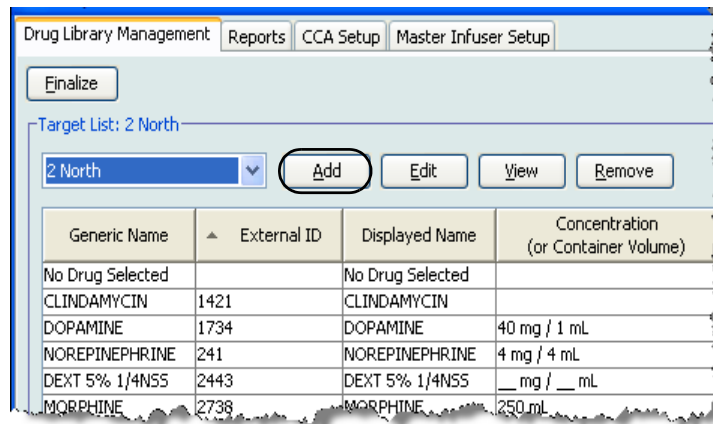 Drug Library Management Reports CCA Setup Master Infuser Setup
Finalize
Target List: 2 North
2 North Add Edit View Remove
Generic Name External ID Displayed Name Concentration
(or Container Volume)
No Drug Selected No Drug Selected
CLINDAMYCIN 1421 CLINDAMYCIN
DOPAMINE 1734 DOPAMINE 40 mg / 1 mL
NOREPINEPHRINE 241 NOREPINEPHRINE 4 mg / 4 mL
DEXT 5% 1/4NSS 2443 DEXT 5% 1/4NSS __ mg / __ mL
MORPHINE 2738 MORPHINE 250 mL